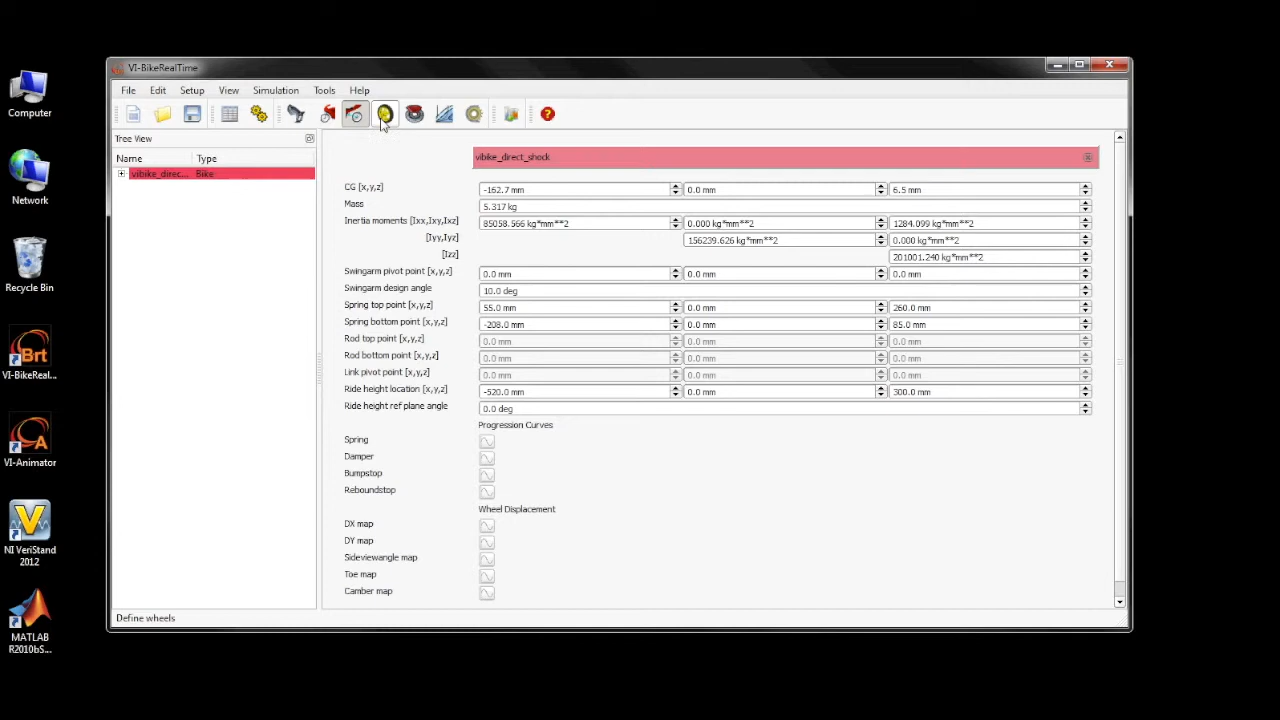 Computer
Network
Recycle Bin
Brt
VI-BikeReal...
VI-Animator
NI VeriStand
2012
MATLAB
R2010bS...
VI-BikeRealTime
File Edit Setup View Simulation Tools Help
Tree View
Name Type
vibike_direc... Bike
vibike_direct_shock
CG [x,y,z] -162.7 mm 0.0 mm 6.5 mm
Mass 5.317 kg
Inertia moments [Ixx,Ixy,Ixz] 85058.566 kg*mm**2 0.000 kg*mm**2 1284.099 kg*mm**2
[Iyy,Iyz] 156239.626 kg*mm**2 0.000 kg*mm**2
[Izz] 201001.240 kg*mm**2
Swingarm pivot point [x,y,z] 0.0 mm 0.0 mm 0.0 mm
Swingarm design angle 10.0 deg
Spring top point [x,y,z] 55.0 mm 0.0 mm 260.0 mm
Spring bottom point [x,y,z] -208.0 mm 0.0 mm 85.0 mm
Rod top point [x,y,z] 0.0 mm 0.0 mm 0.0 mm
Rod bottom point [x,y,z] 0.0 mm 0.0 mm 0.0 mm
Link pivot point [x,y,z] 0.0 mm 0.0 mm 0.0 mm
Ride height location [x,y,z] -520.0 mm 0.0 mm 300.0 mm
Ride height ref plane angle 0.0 deg
Progression Curves
Spring
Damper
Bumpstop
Reboundstop
Wheel Displacement
DX map
DY map
Sideviewangle map
Toe map
Camber map
Define wheels